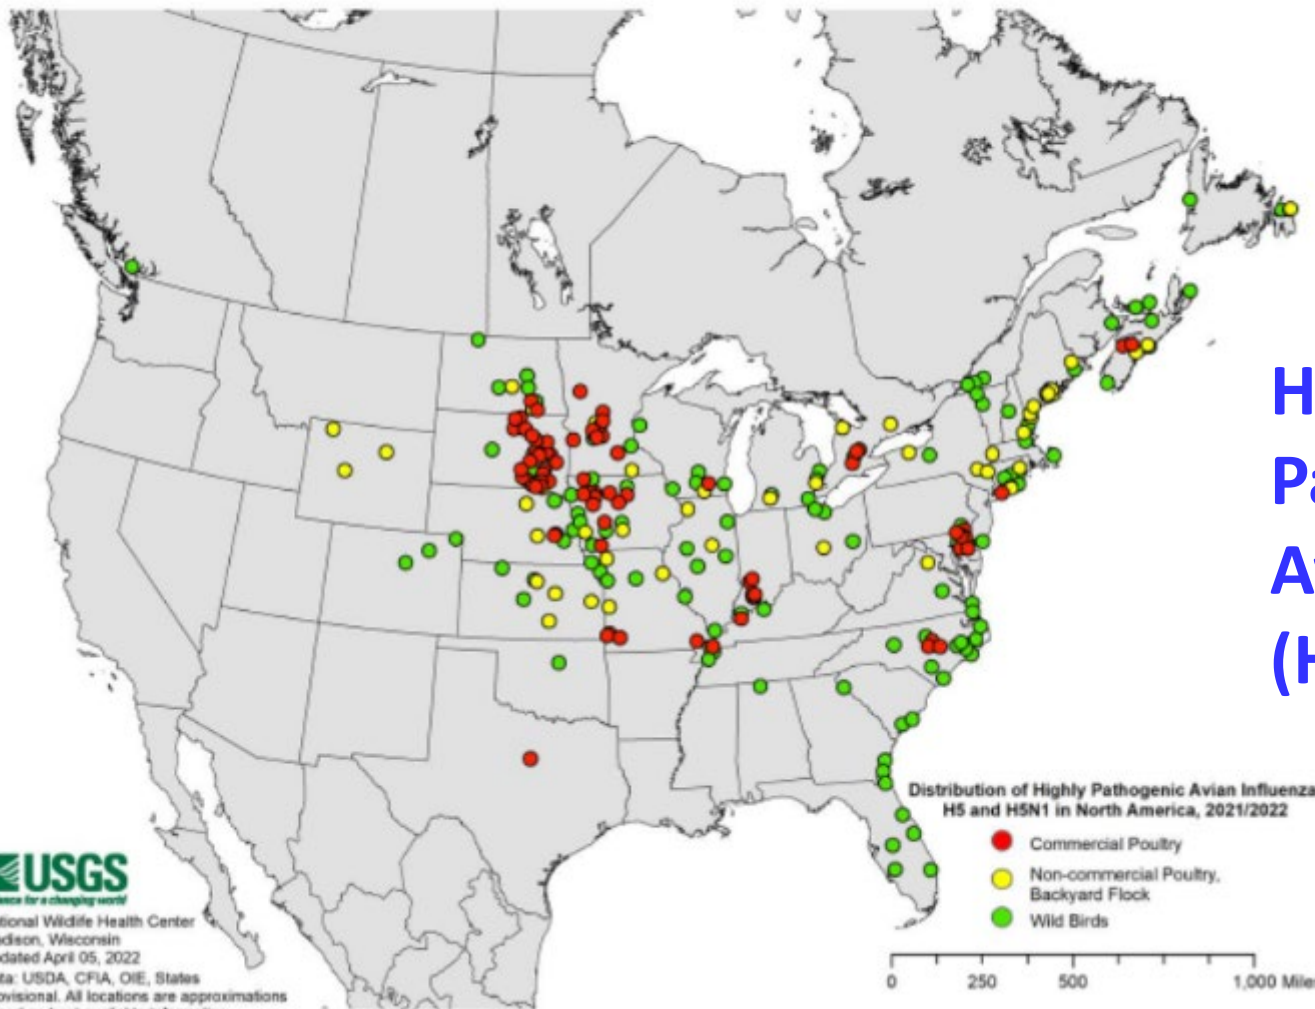 H
Pa
A
(H
Distribution of Highly Pathogenic Avian Influenza
H5 and H5N1 in North America, 2021/2022
Commercial Poultry
Non-commercial Poultry,
Backyard Flock
Wild Birds
0 250 500 1,000 Miles
USGS
science for a changing world
tional Wildlife Health Center
dison, Wisconsin
dated April 05, 2022
ta: USDA, CFIA, OIE, States
ovisional. All locations are approximations